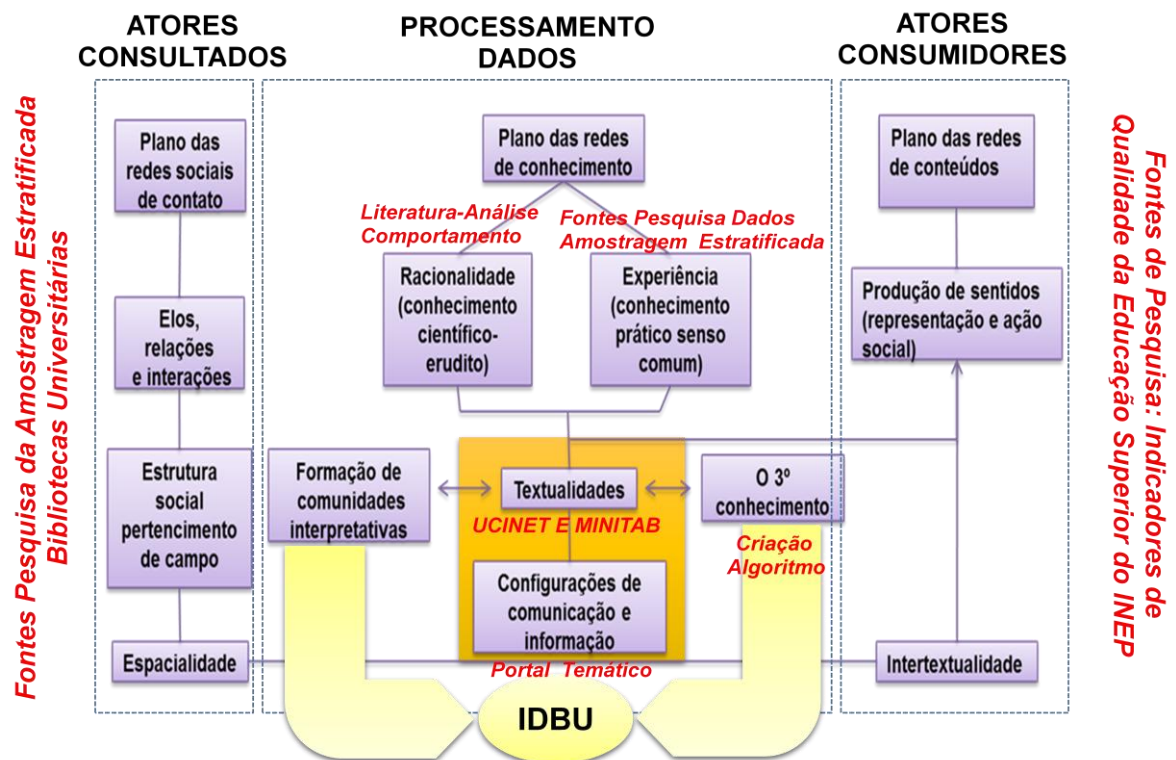 ATORES
CONSULTADOS
PROCESSAMENTO
DADOS
ATORES
CONSUMIDORES
Fontes Pesquisa da Amostragem Estratificada
Bibliotecas Universitárias
Plano das
redes sociais
de contato
Elos,
relações
e interações
Estrutura
social
pertencimento
de campo
Espacialidade
Plano das redes
de conhecimento
Literatura-Análise
Comportamento
Fontes Pesquisa Dados
Amostragem Estratificada
Racionalidade
(conhecimento
científico-
erudito)
Experiência
(conhecimento
prático senso
comum)
Formação de
comunidades
interpretativas
Textualidades
UCINET E MINITAB
O 3º
conhecimento
Criação
Algoritmo
Configurações de
comunicação e
informação
Portal Temático
IDBU
Plano das redes
de conteúdos
Produção de sentidos
(representação e ação
social)
Intertextualidade
Fontes de Pesquisa: Indicadores de
Qualidade da Educação Superior do INEP